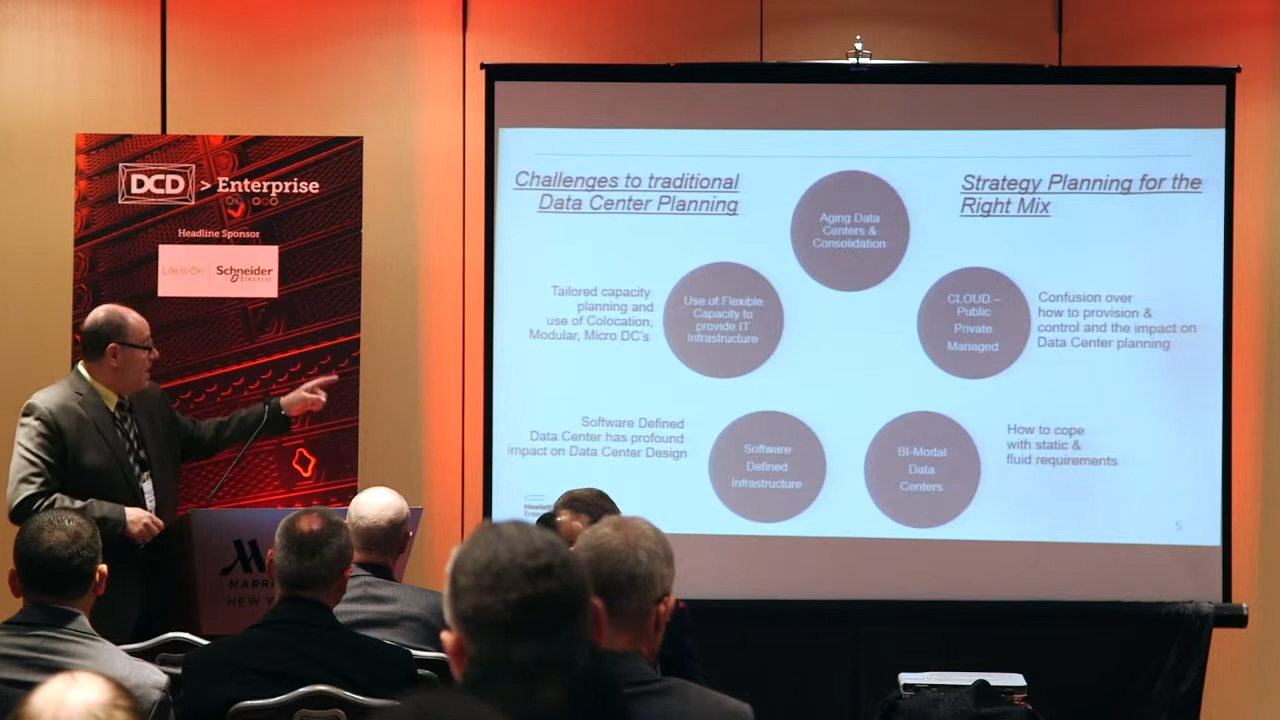 DCD > Enterprise
Headline Sponsor
Life Is On | Schneider
Electric
Challenges to traditional
Data Center Planning
Strategy Planning for the
Right Mix
Aging Data
Centers &
Consolidation
Tailored capacity
planning and
use of Colocation,
Modular, Micro DC's
Use of Flexible
Capacity to
provide IT
Infrastructure
CLOUD –
Public
Private
Managed
Confusion over
how to provision &
control and the impact on
Data Center planning
Software Defined
Data Center has profound
impact on Data Center Design
Software
Defined
Infrastructure
BI-Modal
Data
Centers
How to cope
with static &
fluid requirements
5